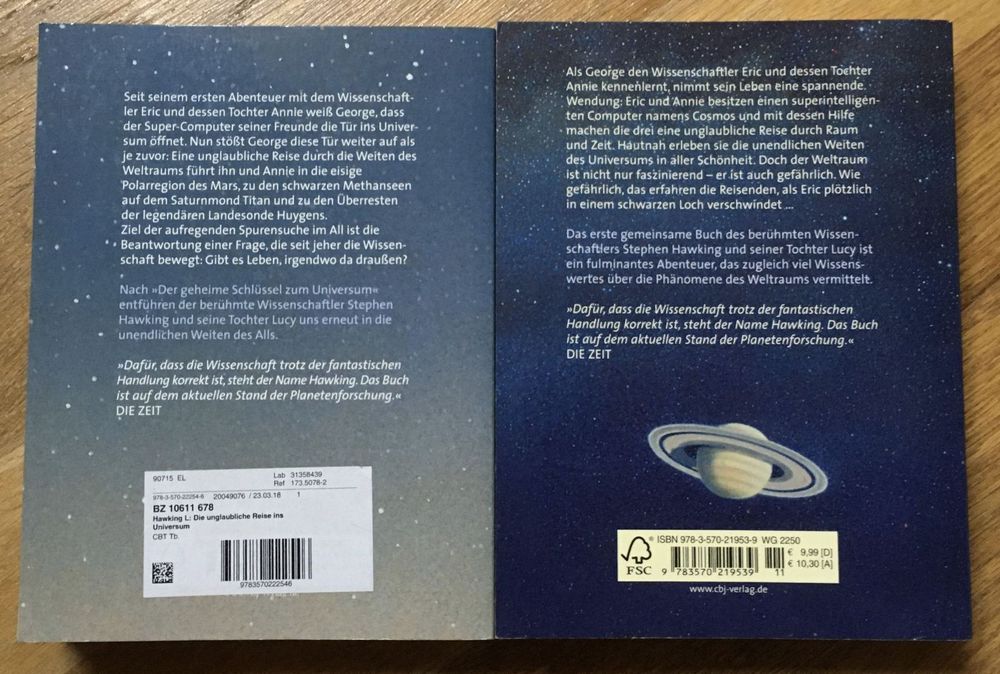 Seit seinem ersten Abenteuer mit dem Wissenschaft-
ler Eric und dessen Tochter Annie weiß George, dass
der Super-Computer seiner Freunde die Tür ins Univer-
sum öffnet. Nun stößt George diese Tür weiter auf als
je zuvor: Eine unglaubliche Reise durch die Weiten des
Weltraums führt ihn und Annie in die eisige
Polarregion des Mars, zu den schwarzen Methanseen
auf dem Saturnmond Titan und zu den Überresten
der legendären Landesonde Huygens.
Ziel der aufregenden Spurensuche im All ist die
Beantwortung einer Frage, die seit jeher die Wissen-
schaft bewegt: Gibt es Leben, irgendwo da draußen?
Nach »Der geheime Schlüssel zum Universum«
entführen der berühmte Wissenschaftler Stephen
Hawking und seine Tochter Lucy uns erneut in die
unendlichen Weiten des Alls.
»Dafür, dass die Wissenschaft trotz der fantastischen
Handlung korrekt ist, steht der Name Hawking. Das Buch
ist auf dem aktuellen Stand der Planetenforschung.«
DIE ZEIT
90715 EL
Lab 31358439
Ref 173.5078-2
978-3-570-22254-6 20049076 / 23.03.18 1
BZ 10611 678
Hawking L: Die unglaubliche Reise ins
Universum
CBT Tb.
9783570222546
Als George den Wissenschaftler Eric und dessen Tochter
Annie kennenlernt, nimmt sein Leben eine spannende
Wendung: Eric und Annie besitzen einen superintelligen-
ten Computer namens Cosmos und mit dessen Hilfe
machen die drei eine unglaubliche Reise durch Raum
und Zeit. Hautnah erleben sie die unendlichen Weiten
des Universums in aller Schönheit. Doch der Weltraum
ist nicht nur faszinierend – er ist auch gefährlich. Wie
gefährlich, das erfahren die Reisenden, als Eric plötzlich
in einem schwarzen Loch verschwindet ...
Das erste gemeinsame Buch des berühmten Wissen-
schaftlers Stephen Hawking und seiner Tochter Lucy ist
ein fulminantes Abenteuer, das zugleich viel Wissens-
wertes über die Phänomene des Weltraums vermittelt.
»Dafür, dass die Wissenschaft trotz der fantastischen
Handlung korrekt ist, steht der Name Hawking. Das Buch
ist auf dem aktuellen Stand der Planetenforschung.«
DIE ZEIT
FSC
ISBN 978-3-570-21953-9 WG 2250
€ 9,99 [D]
€ 10,30 [A]
9 783570 219539 11
www.cbj-verlag.de